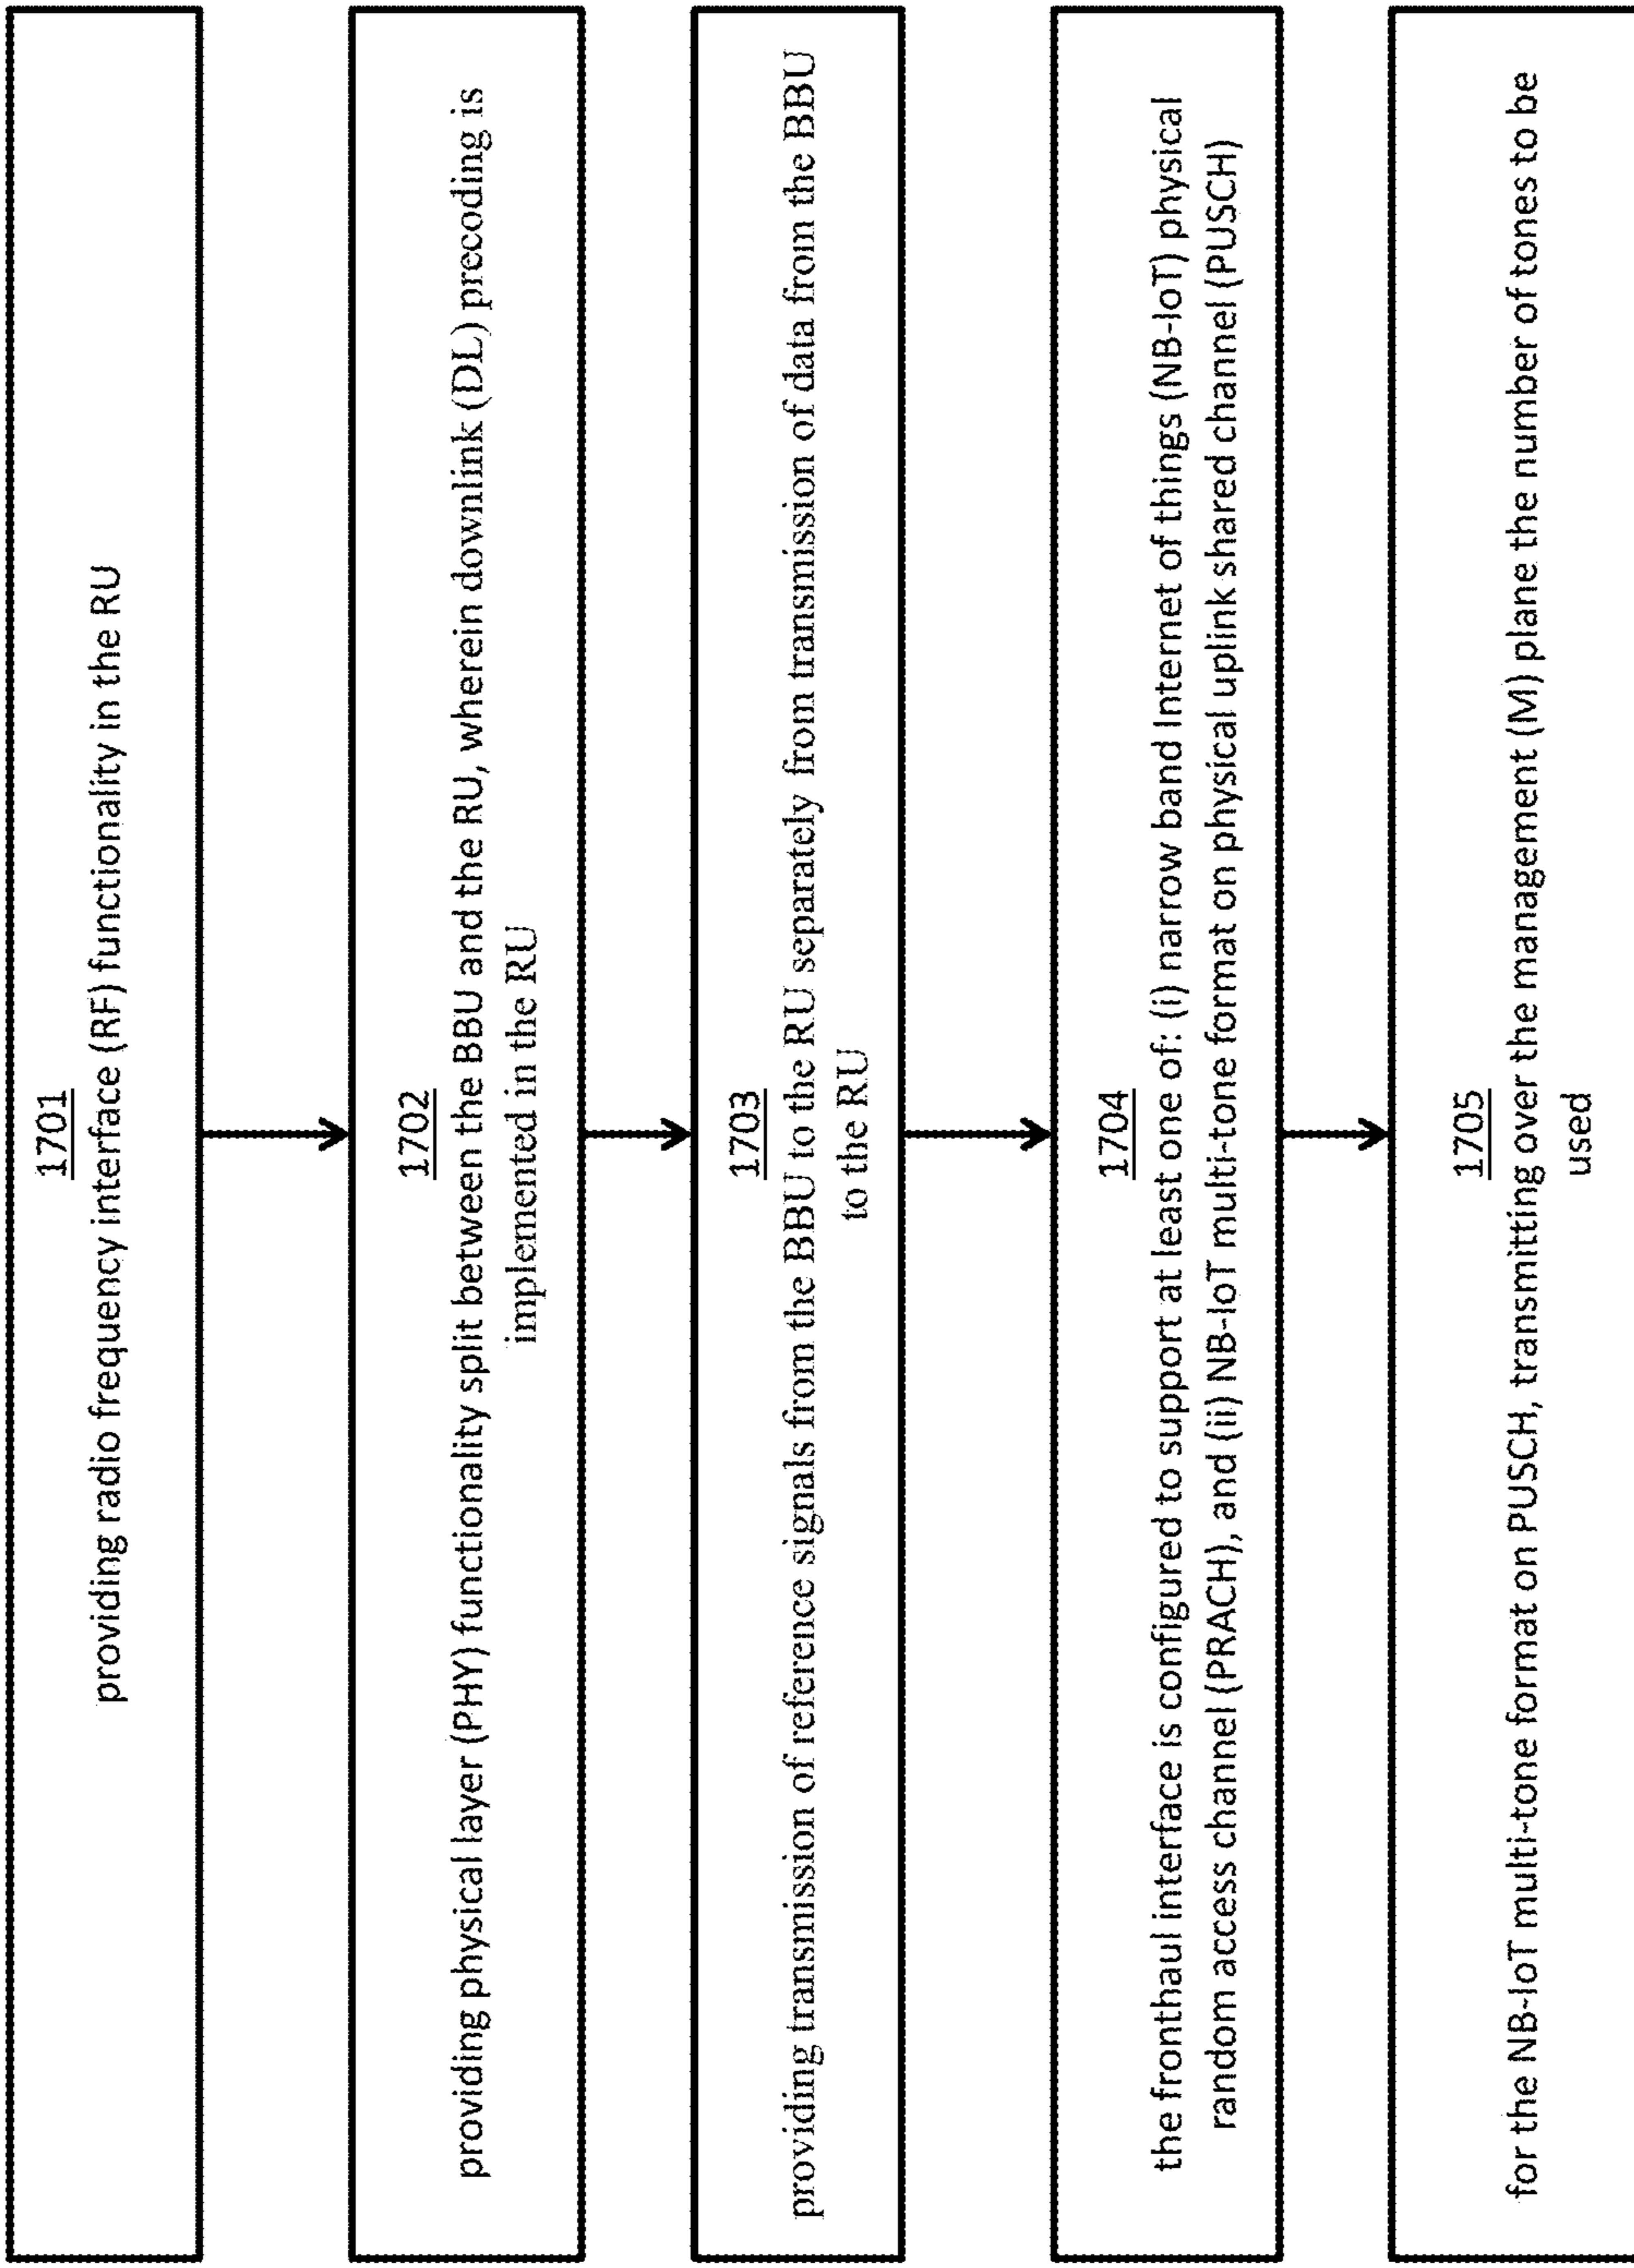 1701
providing radio frequency interface (RF) functionality in the RU
1702
providing physical layer (PHY) functionality split between the BBU and the RU, wherein downlink (DL) precoding is
implemented in the RU
1703
providing transmission of reference signals from the BBU to the RU separately from transmission of data from the BBU
to the RU
1704
the fronthaul interface is configured to support at least one of: (i) narrow band Internet of things (NB-IoT) physical
random access channel (PRACH), and (ii) NB-IoT multi-tone format on physical uplink shared channel (PUSCH)
1705
for the NB-IoT multi-tone format on PUSCH, transmitting over the management (M) plane the number of tones to be
used